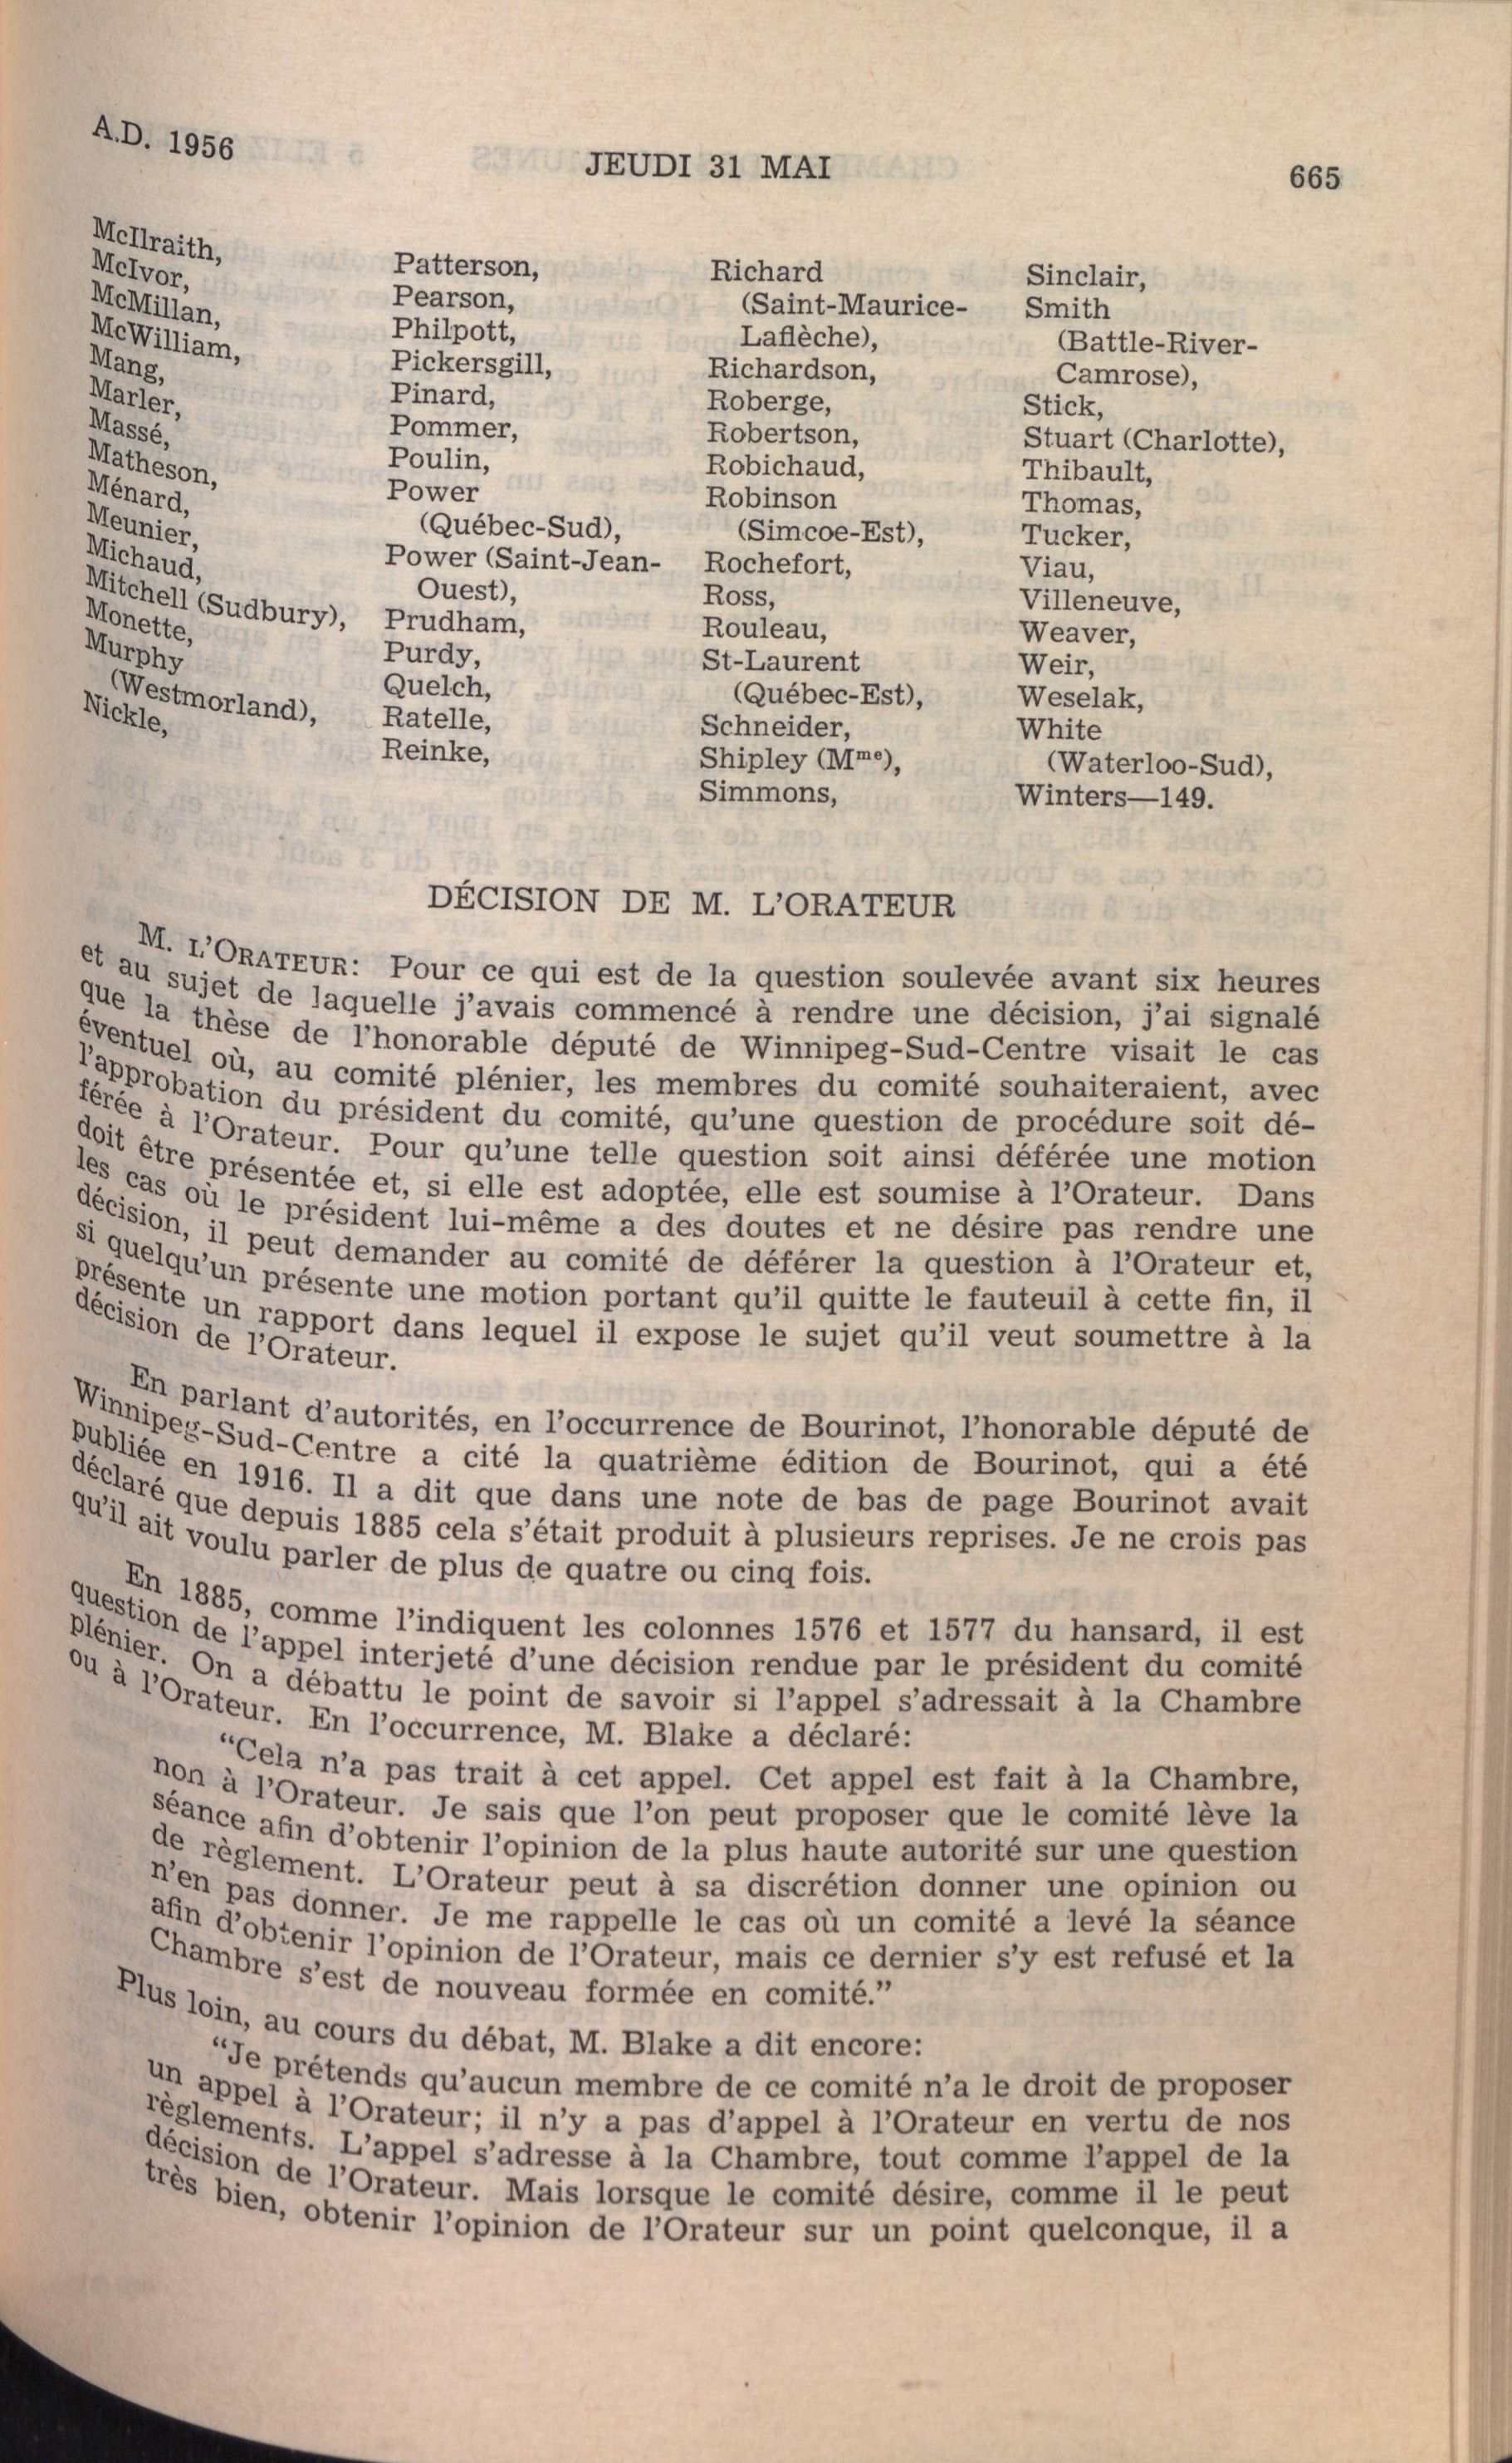 A.D. 1956
JEUDI 31 MAI
665
McIlraith,
McIvor,
McMillan,
McWilliam,
Mang,
Marler,
Massé,
Matheson,
Ménard,
Meunier,
Michaud,
Mitchell (Sudbury),
Monette,
Murphy
(Westmorland),
Nickle,
Patterson,
Pearson,
Philpott,
Pickersgill,
Pinard,
Pommer,
Poulin,
Power
(Québec-Sud),
Power (Saint-Jean-
Ouest),
Prudham,
Purdy,
Quelch,
Ratelle,
Reinke,
Richard
(Saint-Maurice-
Laflèche),
Richardson,
Roberge,
Robertson,
Robichaud,
Robinson
(Simcoe-Est),
Rochefort,
Ross,
Rouleau,
St-Laurent
(Québec-Est),
Schneider,
Shipley (Mme),
Simmons,
Sinclair,
Smith
(Battle-River-
Camrose),
Stick,
Stuart (Charlotte),
Thibault,
Thomas,
Tucker,
Viau,
Villeneuve,
Weaver,
Weir,
Weselak,
White
(Waterloo-Sud),
Winters—149.
DÉCISION DE M. L'ORATEUR
M. L'ORATEUR: Pour ce qui est de la question soulevée avant six heures
et au sujet de laquelle j'avais commencé à rendre une décision, j'ai signalé
que la thèse de l'honorable député de Winnipeg-Sud-Centre visait le cas
éventuel où, au comité plénier, les membres du comité souhaiteraient, avec
l'approbation du président du comité, qu'une question de procédure soit dé-
férée à l'Orateur. Pour qu'une telle question soit ainsi déférée une motion
doit être présentée et, si elle est adoptée, elle est soumise à l'Orateur. Dans
les cas où le président lui-même a des doutes et ne désire pas rendre une
décision, il peut demander au comité de déférer la question à l'Orateur et,
si quelqu'un présente une motion portant qu'il quitte le fauteuil à cette fin, il
présente un rapport dans lequel il expose le sujet qu'il veut soumettre à la
décision de l'Orateur.
En parlant d'autorités, en l'occurrence de Bourinot, l'honorable député de
Winnipeg-Sud-Centre a cité la quatrième édition de Bourinot, qui a été
publiée en 1916. Il a dit que dans une note de bas de page Bourinot avait
déclaré que depuis 1885 cela s'était produit à plusieurs reprises. Je ne crois pas
qu'il ait voulu parler de plus de quatre ou cinq fois.
En 1885, comme l'indiquent les colonnes 1576 et 1577 du hansard, il est
question de l'appel interjeté d'une décision rendue par le président du comité
plénier. On a débattu le point de savoir si l'appel s'adressait à la Chambre
ou à l'Orateur. En l'occurrence, M. Blake a déclaré:
"Cela n'a pas trait à cet appel. Cet appel est fait à la Chambre,
non à l'Orateur. Je sais que l'on peut proposer que le comité lève la
séance afin d'obtenir l'opinion de la plus haute autorité sur une question
de règlement. L'Orateur peut à sa discrétion donner une opinion ou
n'en pas donner. Je me rappelle le cas où un comité a levé la séance
afin d'obtenir l'opinion de l'Orateur, mais ce dernier s'y est refusé et la
Chambre s'est de nouveau formée en comité."
Plus loin, au cours du débat, M. Blake a dit encore:
"Je prétends qu'aucun membre de ce comité n'a le droit de proposer
un appel à l'Orateur; il n'y a pas d'appel à l'Orateur en vertu de nos
règlements. L'appel s'adresse à la Chambre, tout comme l'appel de la
décision de l'Orateur. Mais lorsque le comité désire, comme il le peut
très bien, obtenir l'opinion de l'Orateur sur un point quelconque, il a